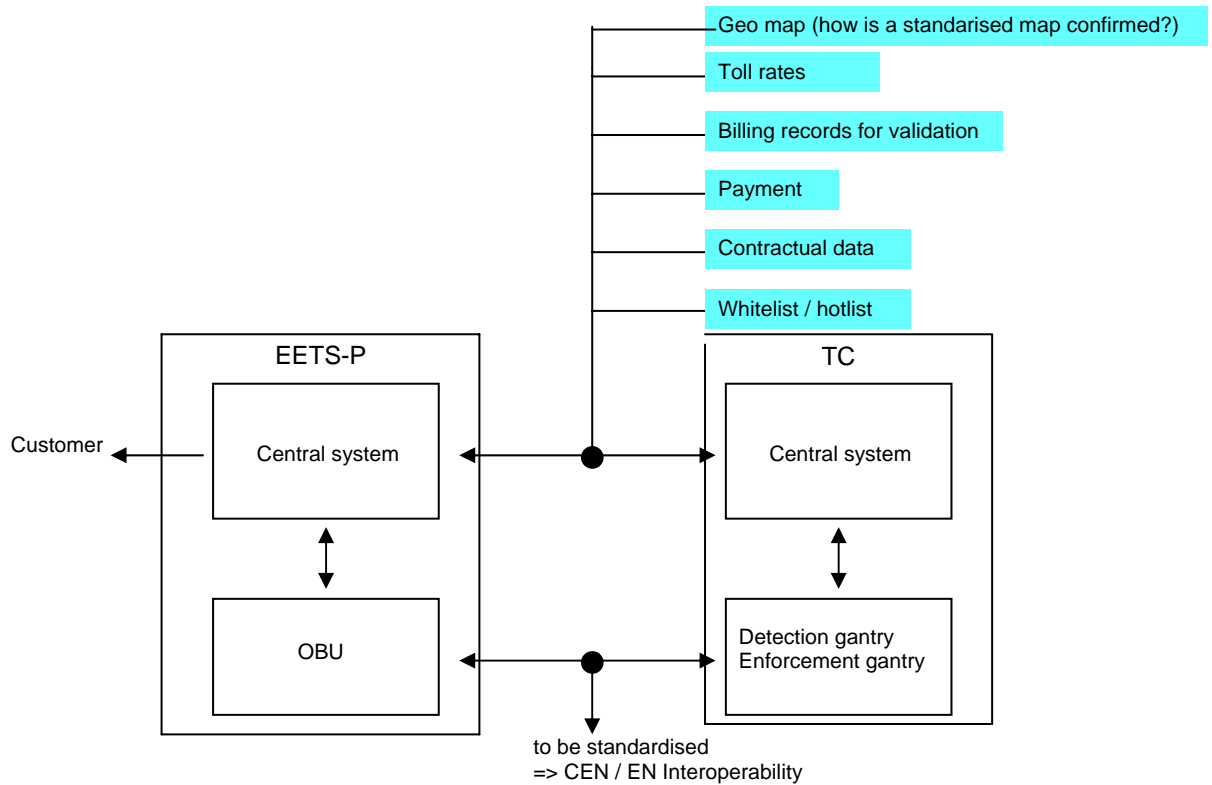 Geo map (how is a standarised map confirmed?)
Toll rates
Billing records for validation
Payment
Contractual data
Whitelist / hotlist
EETS-P
TC
Customer
Central system
Central system
OBU
Detection gantry
Enforcement gantry
to be standardised
=> CEN / EN Interoperability